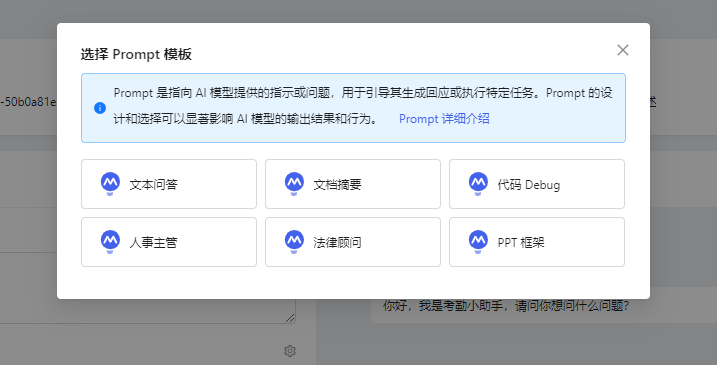 选择 Prompt 模板
Prompt 是指向 AI 模型提供的指示或问题，用于引导其生成回应或执行特定任务。Prompt 的设
计和选择可以显著影响 AI 模型的输出结果和行为。 Prompt 详细介绍
-50b0a81e
述
文本问答
文档摘要
代码 Debug
人事主管
法律顾问
PPT 框架
你好，我是考勤小助手，请问你想问什么问题?